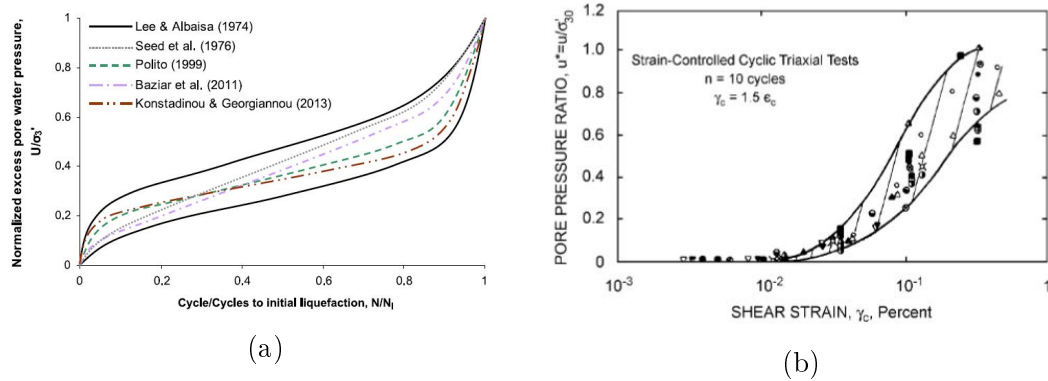 Lee & Albaisa (1974)
Seed et al. (1976)
Polito (1999)
Baziar et al. (2011)
Konstadinou & Georgiannou (2013)
Normalized excess pore water pressure,
U/σ₃'
1
0.8
0.6
0.4
0.2
0
0
0.2
0.4
0.6
0.8
1
Cycle/Cycles to initial liquefaction, N/Nₗ
(a)
PORE PRESSURE RATIO, u*=u/σ'₃₀
1.2
1.0
0.8
0.6
0.4
0.2
0
Strain-Controlled Cyclic Triaxial Tests
n = 10 cycles
γc = 1.5 ϵc
10⁻³
10⁻²
10⁻¹
1
SHEAR STRAIN, γc, Percent
(b)